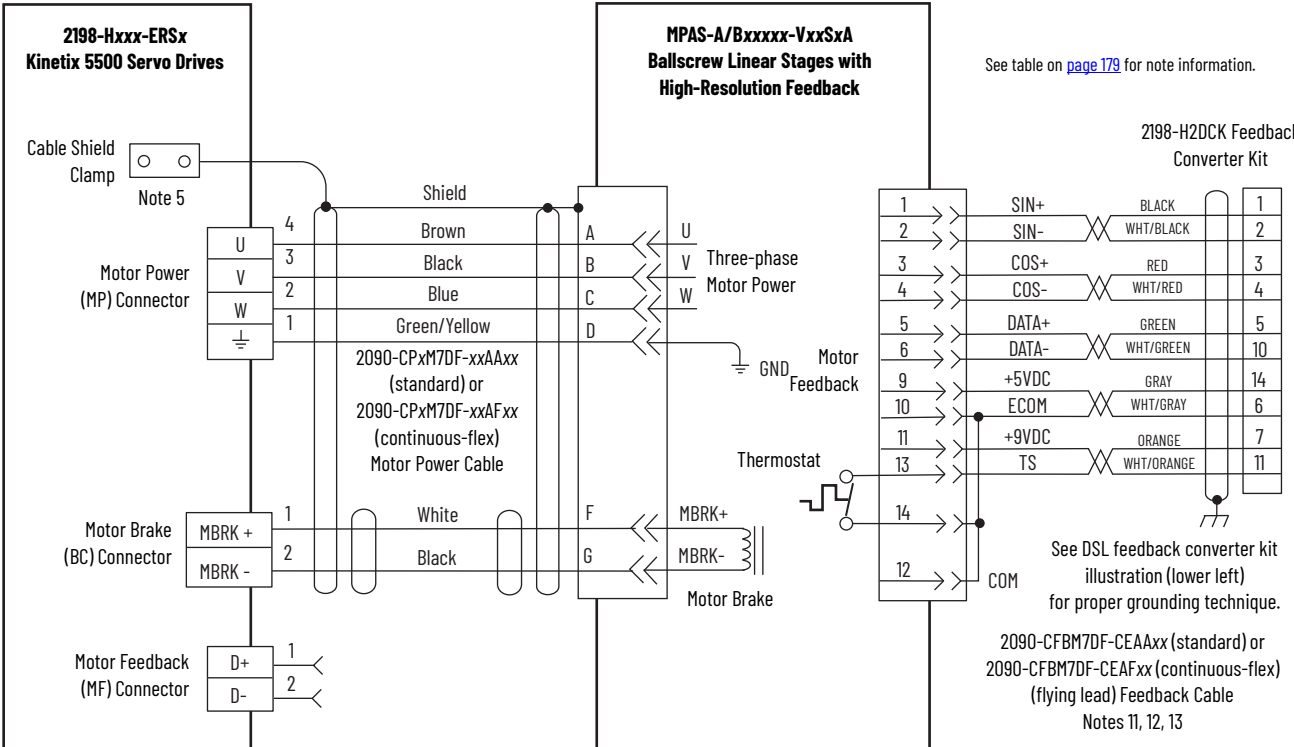 2198-Hxxx-ERSx
Kinetix 5500 Servo Drives
MPAS-A/Bxxxxx-VxxSxA
Ballscrew Linear Stages with
High-Resolution Feedback
See table on page 179 for note information.
2198-H2DCK Feedback
Converter Kit
Cable Shield
Clamp
Note 5
Shield
Motor Power
(MP) Connector
U 4 Brown A U
V 3 Black B V
W 2 Blue C W
1 Green/Yellow D
Three-phase
Motor Power
GND
2090-CPxM7DF-xxAAxx
(standard) or
2090-CPxM7DF-xxAFxx
(continuous-flex)
Motor Power Cable
Motor
Feedback
1 SIN+ BLACK 1
2 SIN- WHT/BLACK 2
3 COS+ RED 3
4 COS- WHT/RED 4
5 DATA+ GREEN 5
6 DATA- WHT/GREEN 10
9 +5VDC GRAY 14
10 ECOM WHT/GRAY 6
11 +9VDC ORANGE 7
13 TS WHT/ORANGE 11
14
12 COM
Thermostat
Motor Brake
(BC) Connector
MBRK + 1 White F MBRK+
MBRK - 2 Black G MBRK-
Motor Brake
See DSL feedback converter kit
illustration (lower left)
for proper grounding technique.
2090-CFBM7DF-CEAAxx (standard) or
2090-CFBM7DF-CEAFxx (continuous-flex)
(flying lead) Feedback Cable
Notes 11, 12, 13
Motor Feedback
(MF) Connector
D+ 1
D- 2